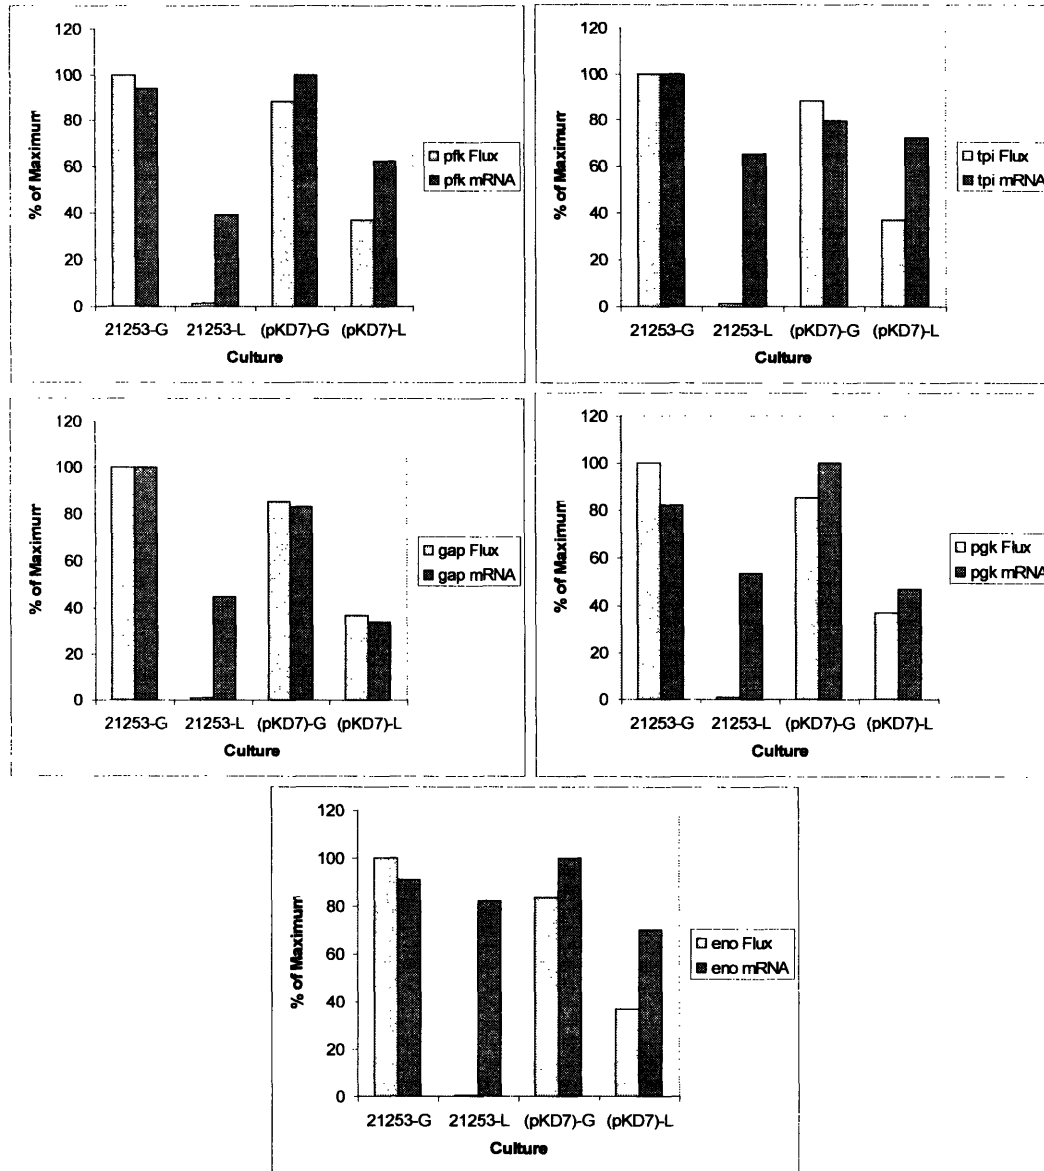 120
100
80
60
40
20
0
% of Maximum
21253-G 21253-L (pKD7)-G (pKD7)-L
Culture
pfk Flux
pfk mRNA
120
100
80
60
40
20
0
% of Maximum
21253-G 21253-L (pKD7)-G (pKD7)-L
Culture
tpi Flux
tpi mRNA
120
100
80
60
40
20
0
% of Maximum
21253-G 21253-L (pKD7)-G (pKD7)-L
Culture
gap Flux
gap mRNA
120
100
80
60
40
20
0
% of Maximum
21253-G 21253-L (pKD7)-G (pKD7)-L
Culture
pgk Flux
pgk mRNA
120
100
80
60
40
20
0
% of Maximum
21253-G 21253-L (pKD7)-G (pKD7)-L
Culture
eno Flux
eno mRNA